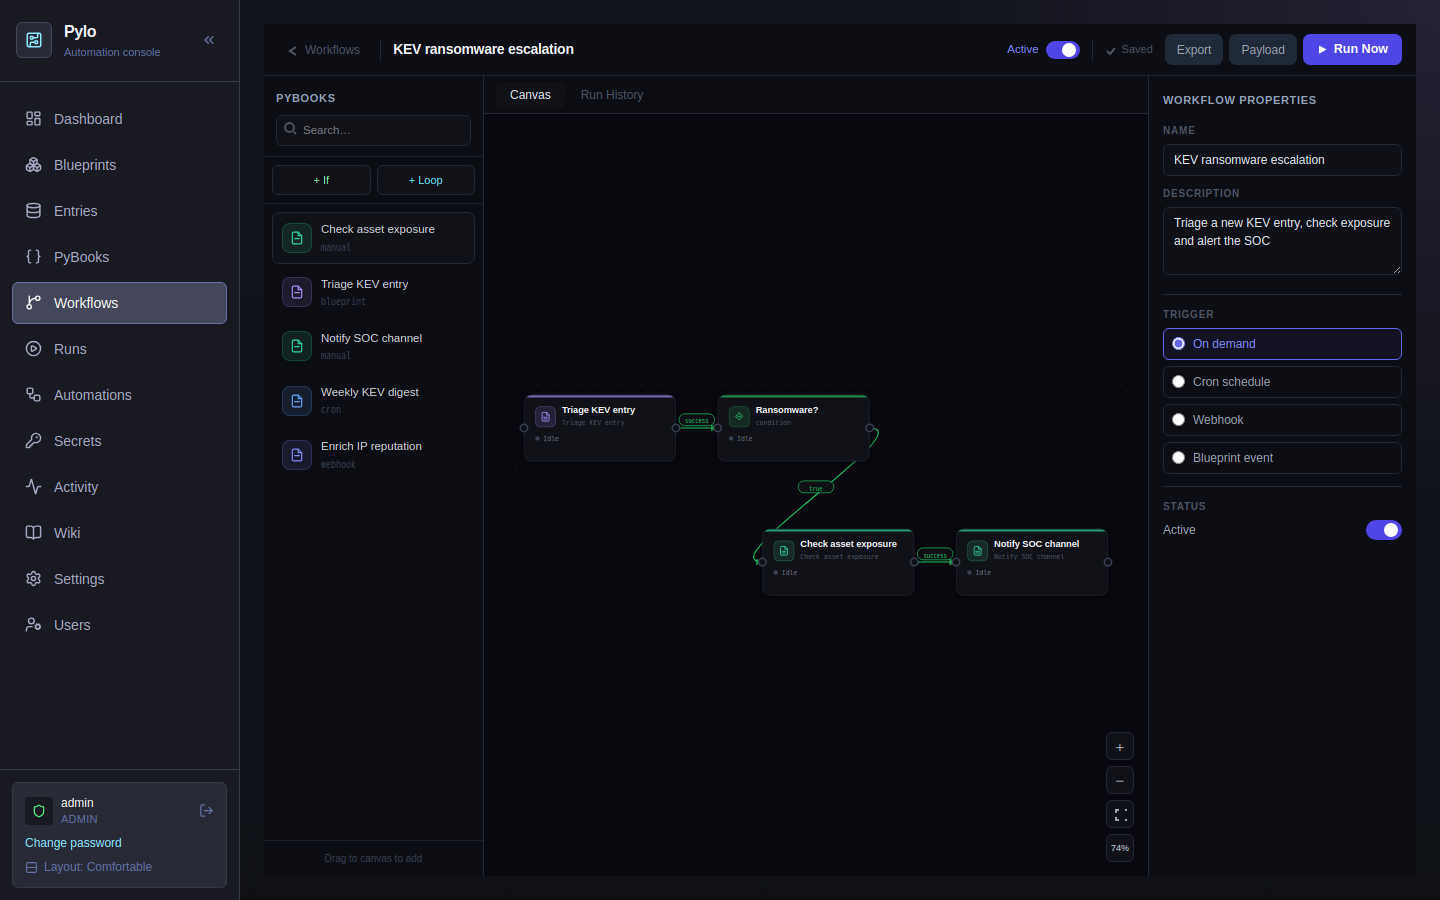 Pylo
Automation console
Dashboard
Blueprints
Entries
PyBooks
Workflows
Runs
Automations
Secrets
Activity
Wiki
Settings
Users
admin
ADMIN
Change password
Layout: Comfortable
Workflows
KEV ransomware escalation
Active
Saved
Export
Payload
Run Now
PYBOOKS
Search…
+ If
+ Loop
Check asset exposure
manual
Triage KEV entry
blueprint
Notify SOC channel
manual
Weekly KEV digest
cron
Enrich IP reputation
webhook
Drag to canvas to add
Canvas
Run History
Triage KEV entry
Triage KEV entry
Idle
success
Ransomware?
condition
Idle
true
Check asset exposure
Check asset exposure
Idle
success
Notify SOC channel
Notify SOC channel
Idle
+
−
74%
WORKFLOW PROPERTIES
NAME
KEV ransomware escalation
DESCRIPTION
Triage a new KEV entry, check exposure
and alert the SOC
TRIGGER
On demand
Cron schedule
Webhook
Blueprint event
STATUS
Active